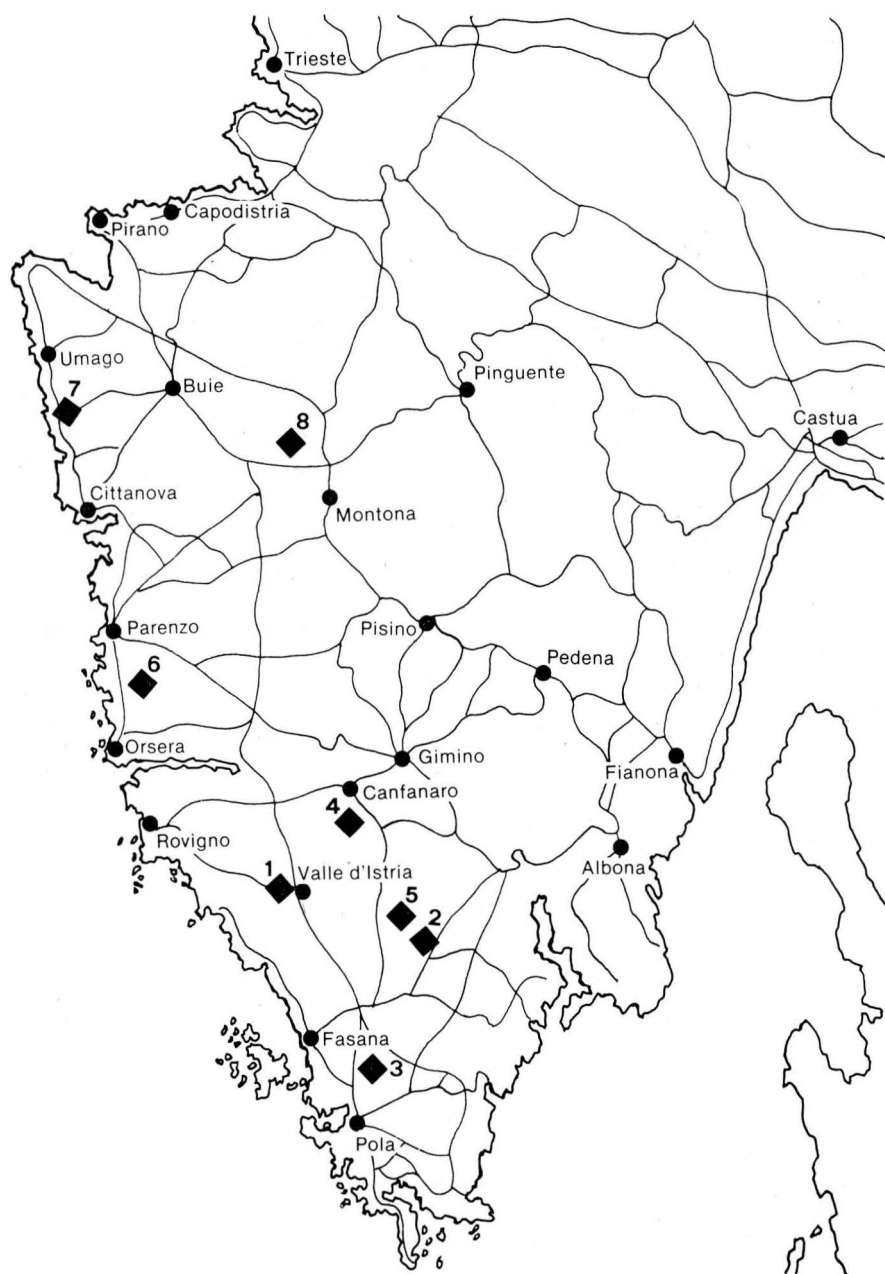 Trieste
Capodistria
Pirano
Umago
Buie
Pinguente
7
8
Castua
Cittanova
Montona
Parenzo
Pisino
6
Pedena
Orsera
Gimino
Fianona
Canfanaro
4
Rovigno
Albona
1
Valle d'Istria
5
2
Fasana
3
Pola